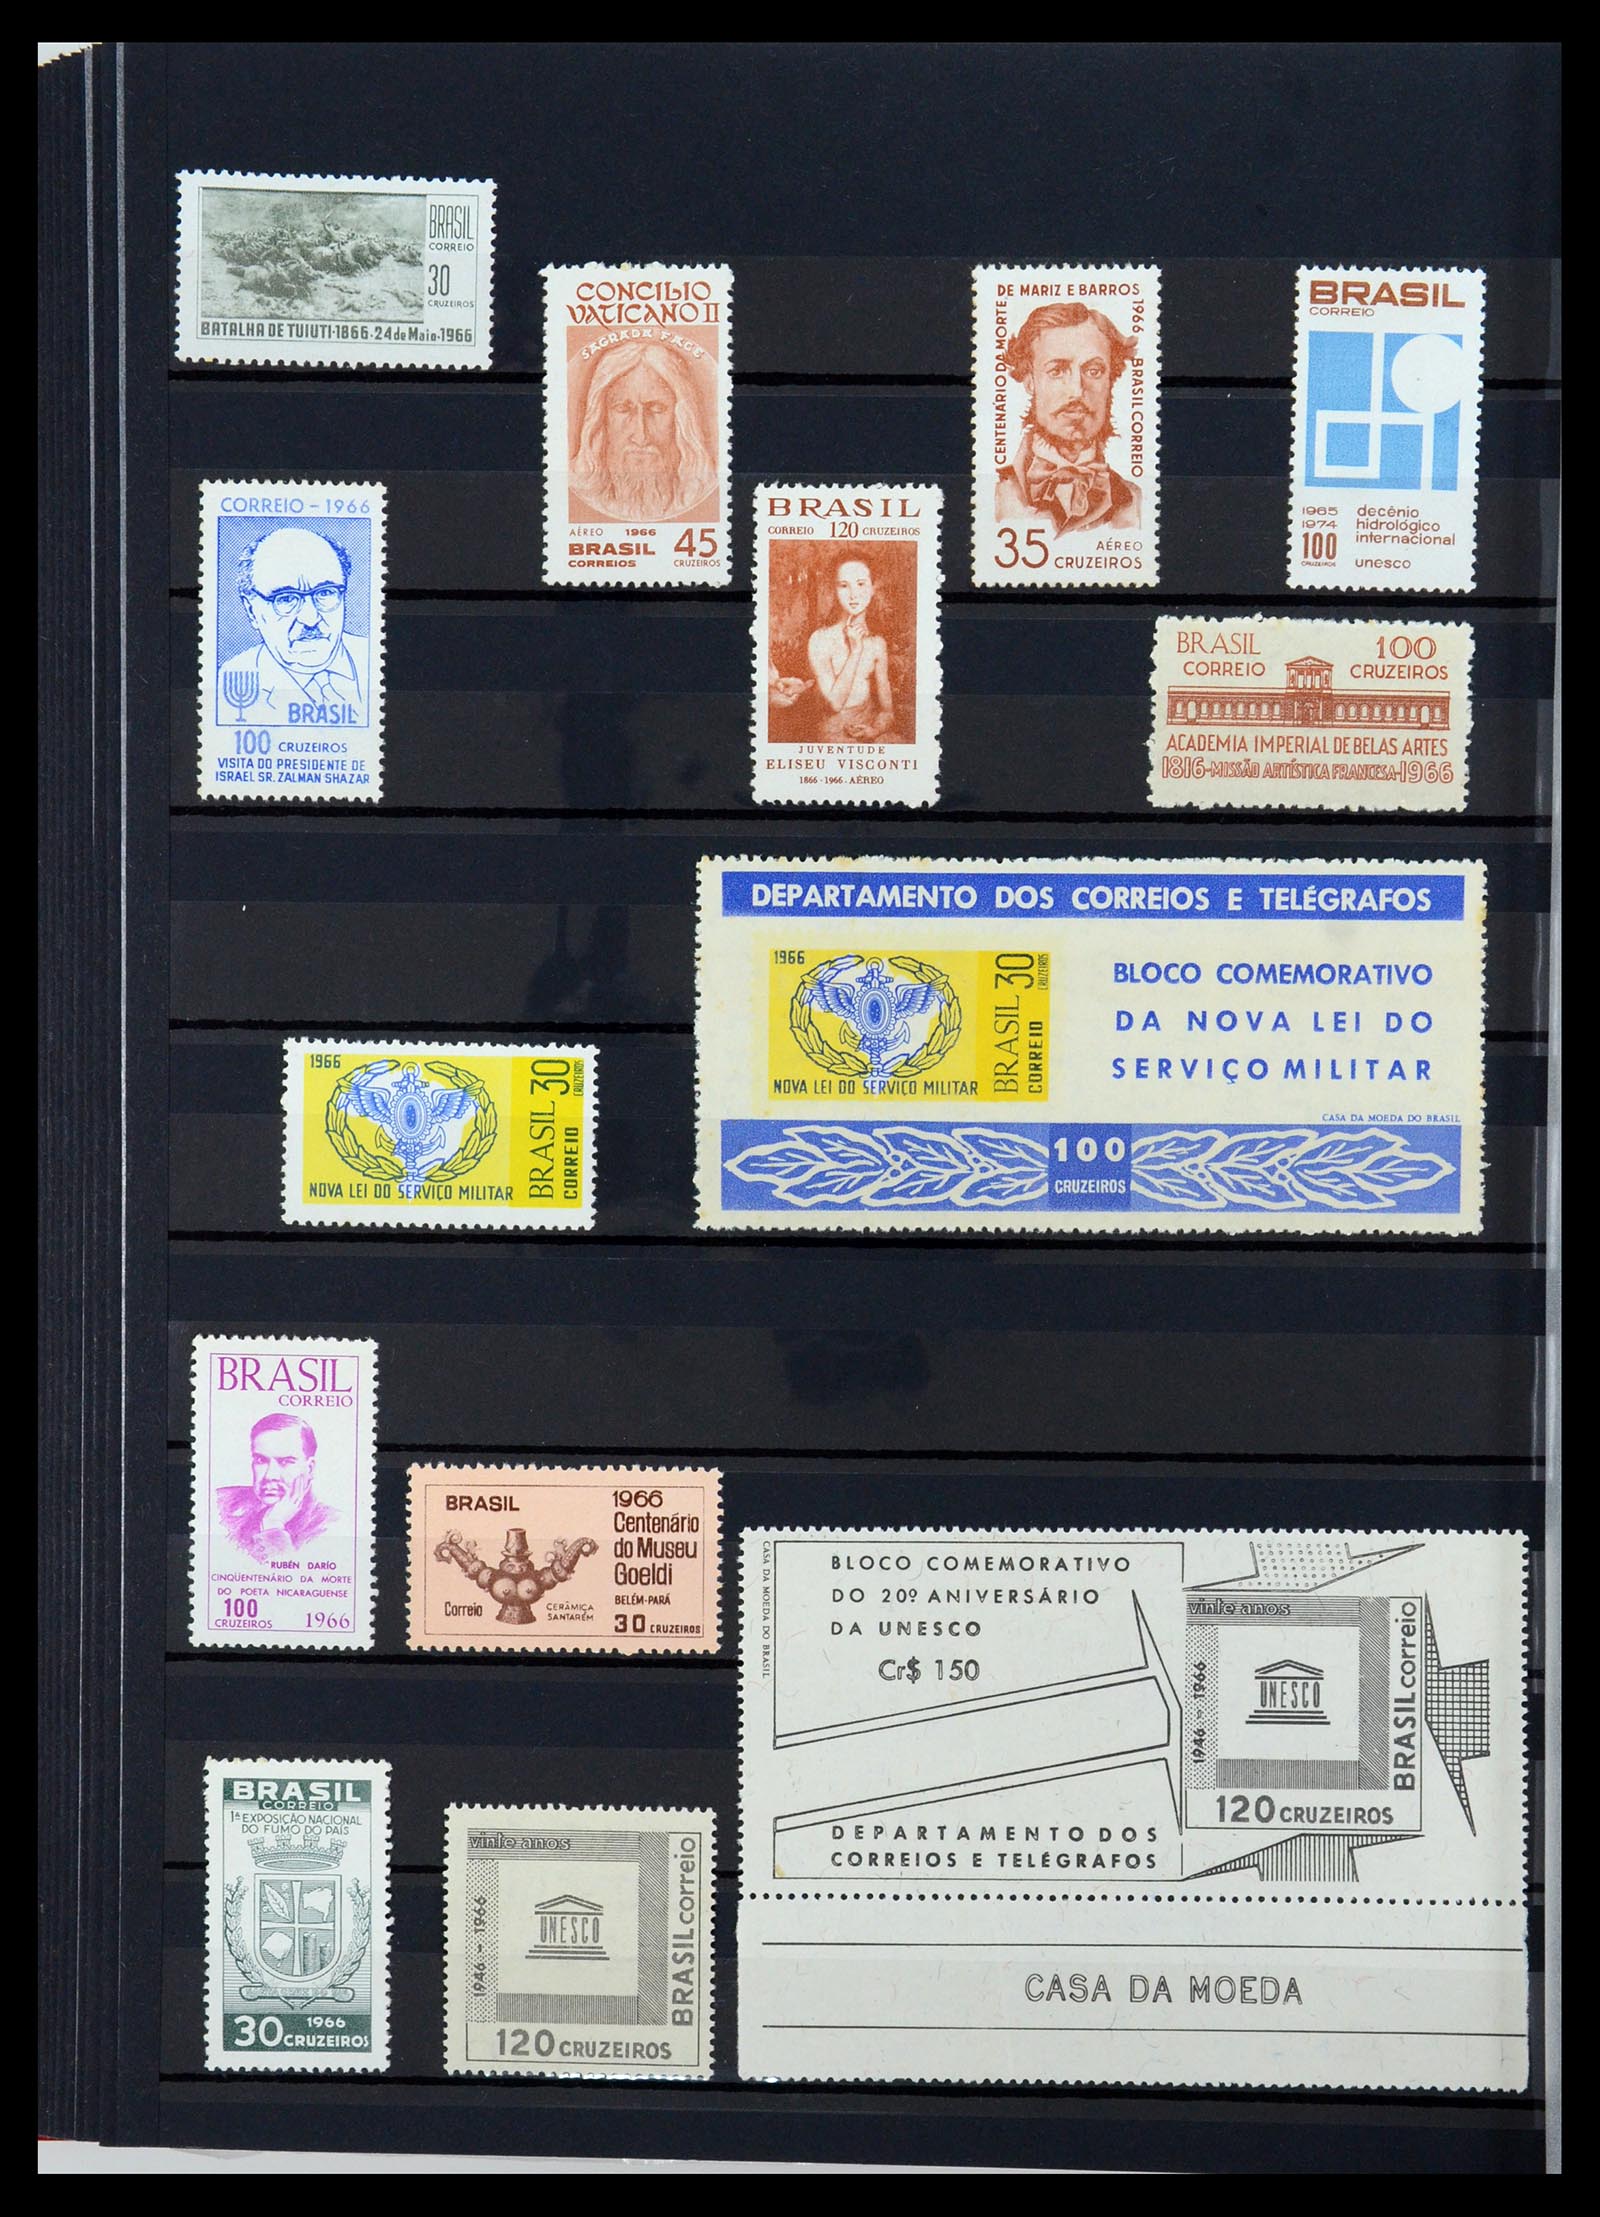 BRASIL
CORREIO
30
CRUZEIROS
BATALHA DE TUIUTI·1866·24 de Maio·1966
CONCILIO
VATICANO II
SAGRADA FACE
AÉREO 1966
BRASIL 45
CORREIOS CRUZEIROS
CENTENÁRIO DA MORTE
DE MARIZ E BARROS
1966 BRASIL CORREIO
35 AÉREO
CRUZEIROS
BRASIL
CORREIO
1965 decênio
1974 hidrológico
internacional
100
CRUZEIROS unesco
CORREIO - 1966
BRASIL
100 CRUZEIROS
VISITA DO PRESIDENTE DE
ISRAEL SR. ZALMAN SHAZAR
BRASIL
CORREIO 120 CRUZEIROS
JUVENTUDE
ELISEU VISCONTI
1866-1966-AÉREO
BRASIL 100
CORREIO CRUZEIROS
ACADEMIA IMPERIAL DE BELAS ARTES
1816-MISSÃO ARTÍSTICA FRANCESA-1966
1966
NOVA LEI DO SERVIÇO MILITAR
BRASIL 30
CORREIO CRUZEIROS
DEPARTAMENTO DOS CORREIOS E TELÉGRAFOS
1966
NOVA LEI DO SERVIÇO MILITAR
BRASIL 30
CORREIO CRUZEIROS
BLOCO COMEMORATIVO
DA NOVA LEI DO
SERVIÇO MILITAR
CASA DA MOEDA DO BRASIL
100
CRUZEIROS
BRASIL
CORREIO
RUBÉN DARÍO
CINQÜENTENÁRIO DA MORTE
DO POETA NICARAGUENSE
100
CRUZEIROS 1966
BRASIL
1966
Centenário
do Museu
Goeldi
BELÉM-PARÁ
30 CRUZEIROS
Correio
CERÂMICA
SANTARÉM
CASA DA MOEDA DO BRASIL
BLOCO COMEMORATIVO
DO 20º ANIVERSÁRIO
DA UNESCO
Cr$ 150
DEPARTAMENTO DOS
CORREIOS E TELÉGRAFOS
vinte anos
1946 - 1966
UNESCO
BRASIL correio
120 CRUZEIROS
CASA DA MOEDA
BRASIL
CORREIO
1ª EXPOSIÇÃO NACIONAL
DO FUMO DO PAÍS
1966
30 CRUZEIROS
vinte anos
1946 - 1966
UNESCO
BRASIL correio
120 CRUZEIROS